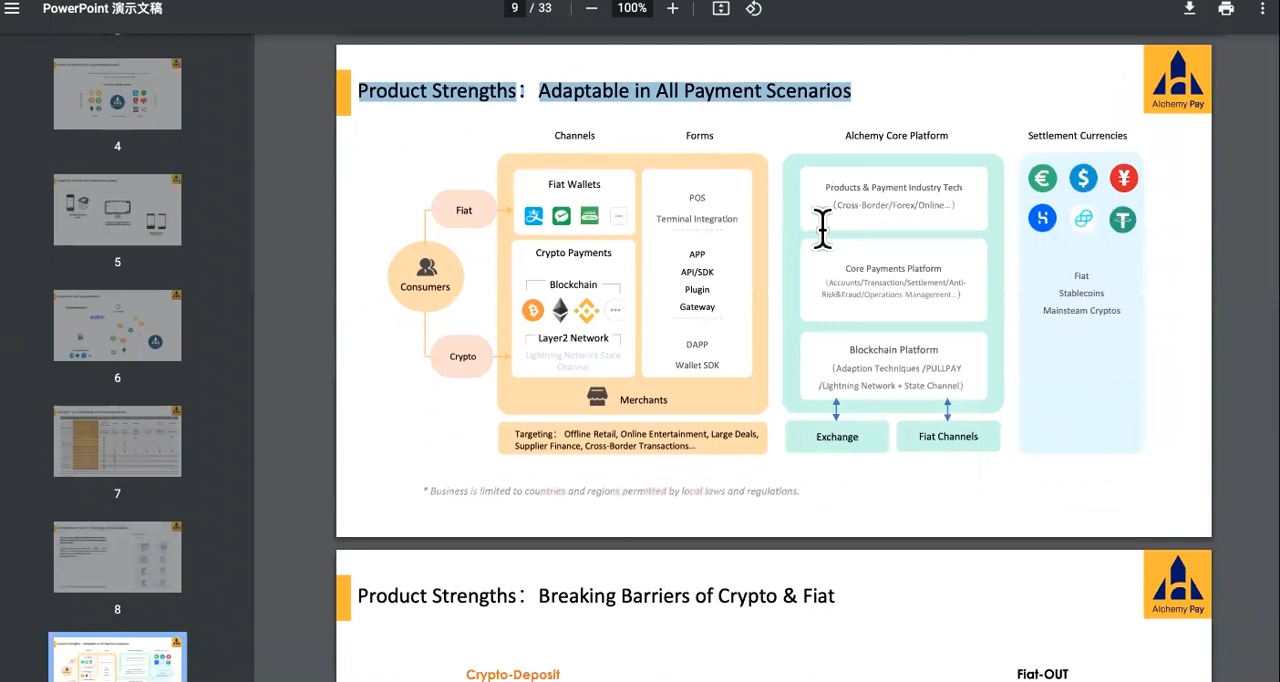 PowerPoint 演示文稿
9 / 33
100%
4
5
6
7
8
Product Strengths： Adaptable in All Payment Scenarios
Alchemy Pay
Channels
Forms
Alchemy Core Platform
Settlement Currencies
Consumers
Fiat
Crypto
Fiat Wallets
Crypto Payments
Blockchain
Layer2 Network
Lightning Network State
Channel
POS
Terminal Integration
APP
API/SDK
Plugin
Gateway
DAPP
Wallet SDK
Merchants
Targeting： Offline Retail, Online Entertainment, Large Deals,
Supplier Finance, Cross-Border Transactions...
Products & Payment Industry Tech
(Cross-Border/Forex/Online...)
Core Payments Platform
(Accounts/Transaction/Settlement/Anti-
Risk&Fraud/Operations Management...)
Blockchain Platform
(Adaption Techniques /PULLPAY
/Lightning Network + State Channel)
Exchange
Fiat Channels
Fiat
Stablecoins
Mainsteam Cryptos
* Business is limited to countries and regions permitted by local laws and regulations.
Product Strengths： Breaking Barriers of Crypto & Fiat
Alchemy Pay
Crypto-Deposit
Fiat-OUT